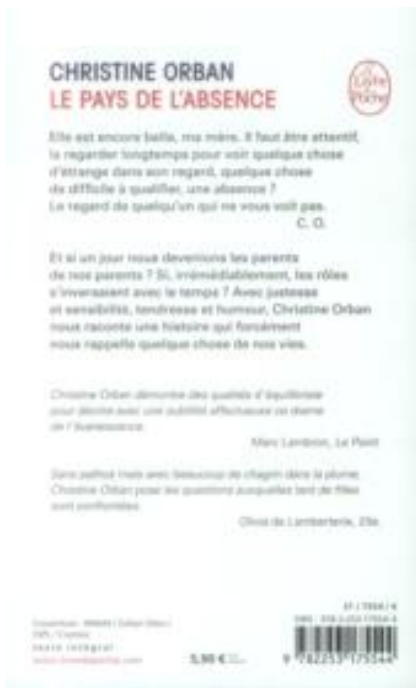 CHRISTINE ORBAN
LE PAYS DE L'ABSENCE
Le Livre de Poche
Elle est encore belle, ma mère. Il faut être attentif,
la regarder longtemps pour voir quelque chose
d'étrange dans son regard, quelque chose
de difficile à qualifier, une absence ?
Le regard de quelqu'un qui ne vous voit pas.
C. O.
Et si un jour nous devenions les parents
de nos parents ? Si, irrémédiablement, les rôles
s'inversaient avec le temps ? Avec justesse
et sensibilité, tendresse et humour, Christine Orban
nous raconte une histoire qui forcément
nous rappelle quelque chose de nos vies.
Christine Orban démontre des qualités d'équilibriste
pour décrire avec une subtilité affectueuse ce drame
de l'évanescence.
Marc Lambron, Le Point
Sans pathos mais avec beaucoup de chagrin dans la plume,
Christine Orban pose les questions auxquelles tant de filles
sont confrontées.
Olivia de Lamberterie, Elle
Couverture :
texte intégral
5,90 €
9 782253 175544